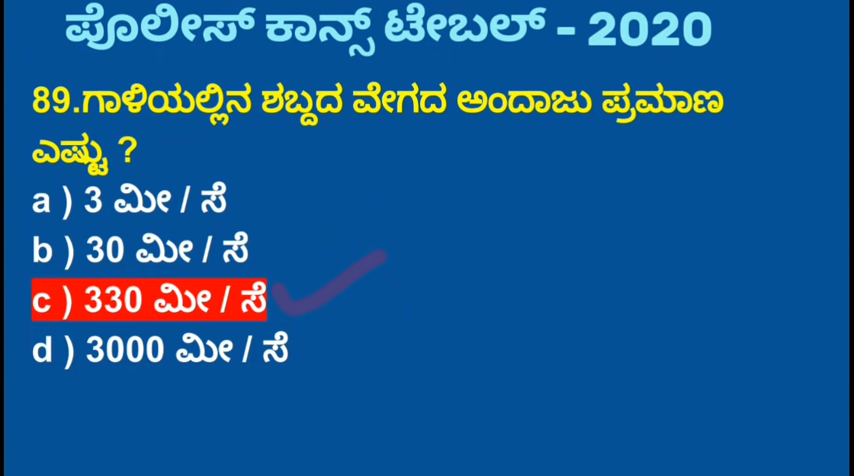 ಪೊಲೀಸ್ ಕಾನ್ಸ್ ಟೇಬಲ್ - 2020
89.ಗಾಳಿಯಲ್ಲಿನ ಶಬ್ದದ ವೇಗದ ಅಂದಾಜು ಪ್ರಮಾಣ
ಎಷ್ಟು ?
a ) 3 ಮೀ / ಸೆ
b ) 30 ಮೀ / ಸೆ
c ) 330 ಮೀ / ಸೆ
d ) 3000 ಮೀ / ಸೆ